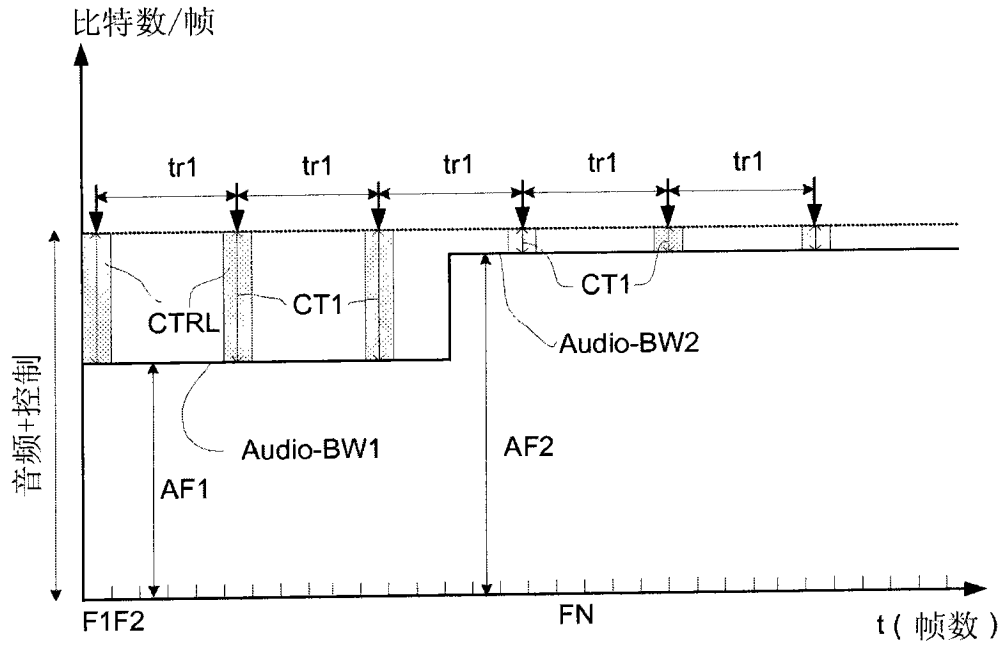 比特数/帧
tr1
tr1
tr1
tr1
tr1
CTRL
CT1
CT1
Audio-BW2
Audio-BW1
AF1
AF2
音频+控制
F1F2
FN
t ( 帧数 )